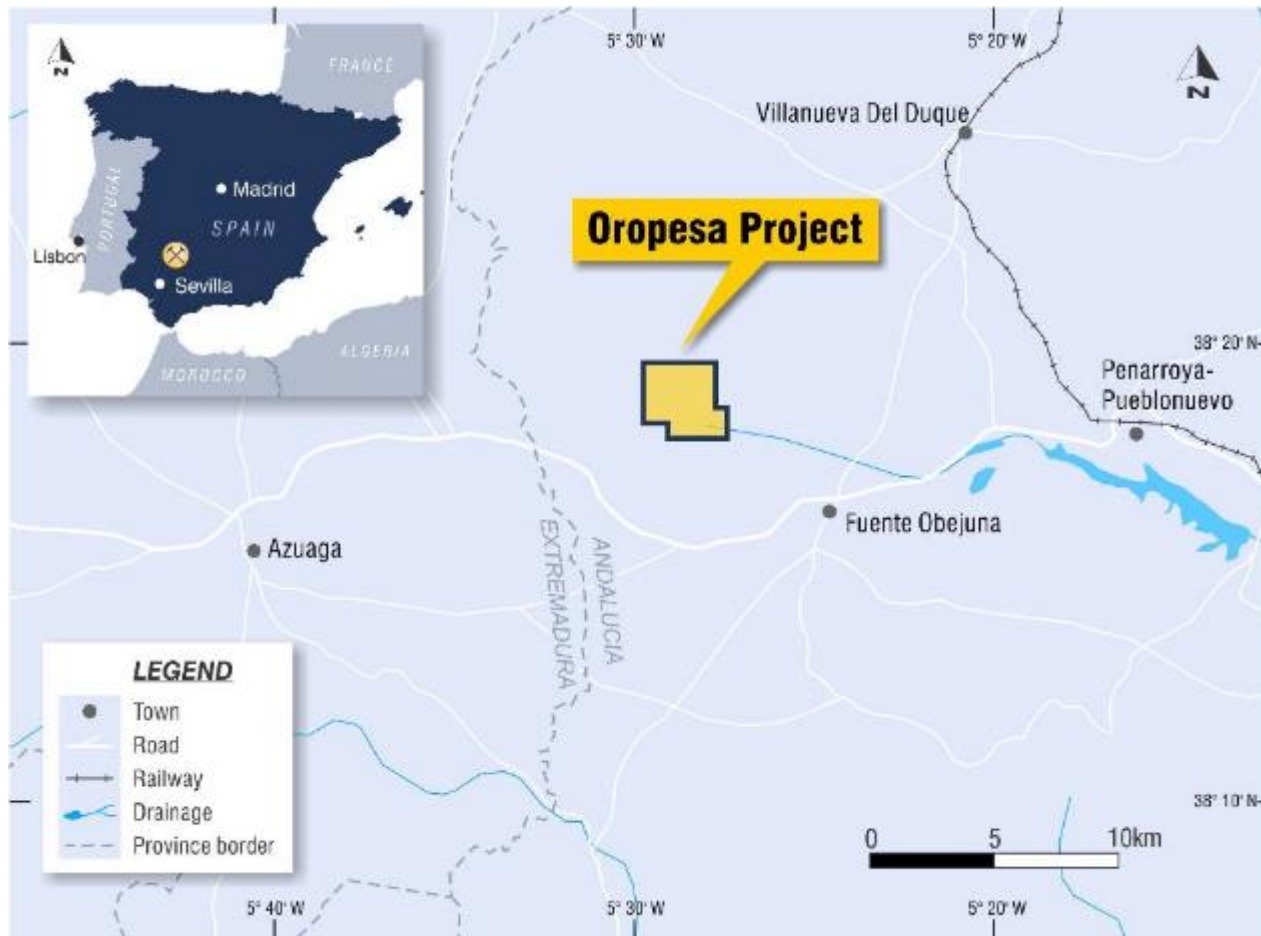 5° 30' W
5° 20' W
N
FRANCE
N
Villanueva Del Duque
Madrid
PORTUGAL
SPAIN
Oropesa Project
Lisbon
Sevilla
ALGERIA
MOROCCO
38° 20' N
Penarroya-
Pueblonuevo
Fuente Obejuna
Azuaga
ANDALUCIA
EXTREMADURA
LEGEND
Town
Road
Railway
Drainage
Province border
38° 10' N
0 5 10km
5° 40' W
5° 30' W
5° 20' W